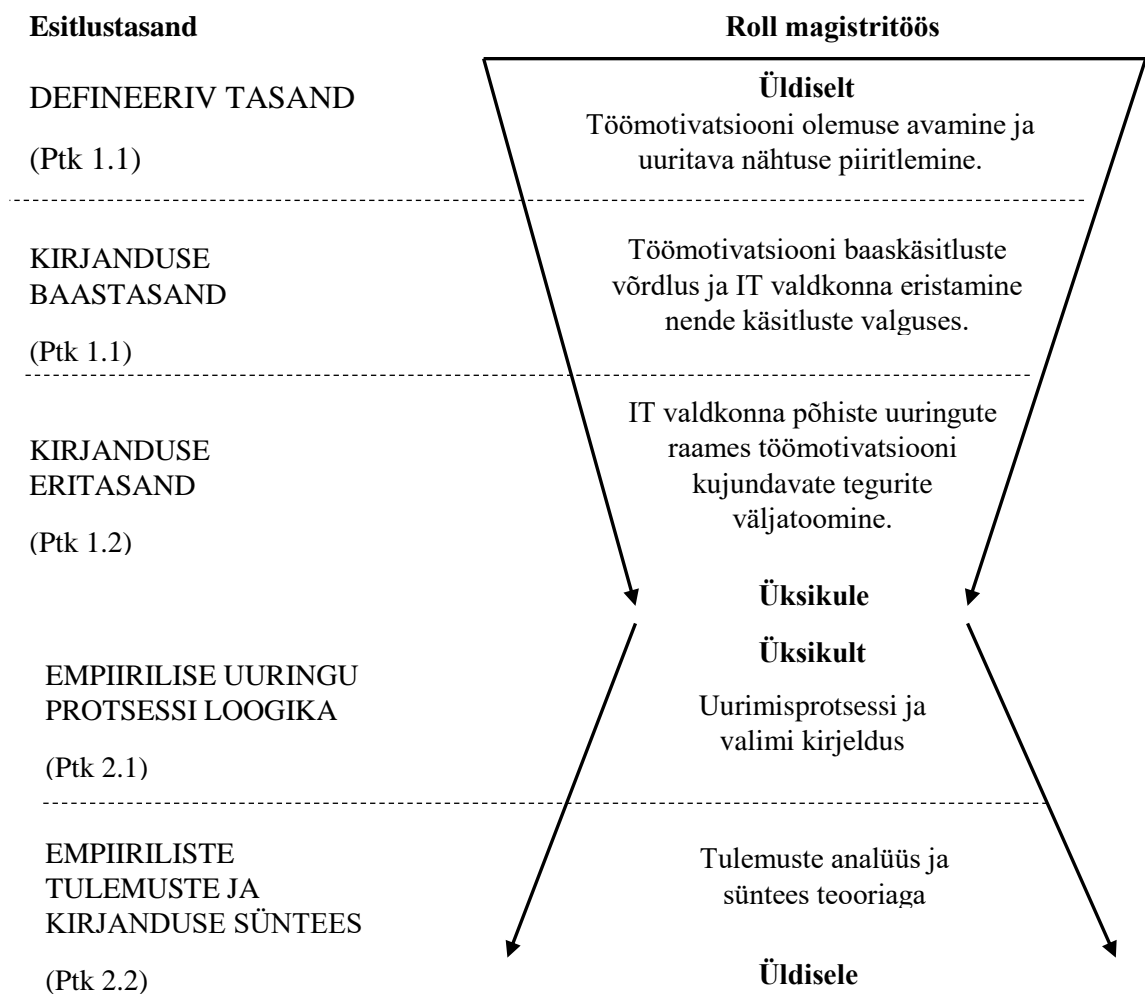 Esitlustasand
Roll magistritöös
DEFINEERIV TASAND
(Ptk 1.1)
Üldiselt
Töömotivatsiooni olemuse avamine ja
uuritava nähtuse piiritlemine.
KIRJANDUSE
BAASTASAND
(Ptk 1.1)
Töömotivatsiooni baaskäsitluste
võrdlus ja IT valdkonna eristamine
nende käsitluste valguses.
KIRJANDUSE
ERITASAND
(Ptk 1.2)
IT valdkonna põhiste uuringute
raames töömotivatsiooni
kujundavate tegurite
väljatoomine.
Üksikule
Üksikult
EMPIIRILISE UURINGU
PROTSESSI LOOGIKA
(Ptk 2.1)
Uurimisprotsessi ja
valimi kirjeldus
EMPIIRILISTE
TULEMUSTE JA
KIRJANDUSE SÜNTEES
(Ptk 2.2)
Tulemuste analüüs ja
süntees teooriaga
Üldisele